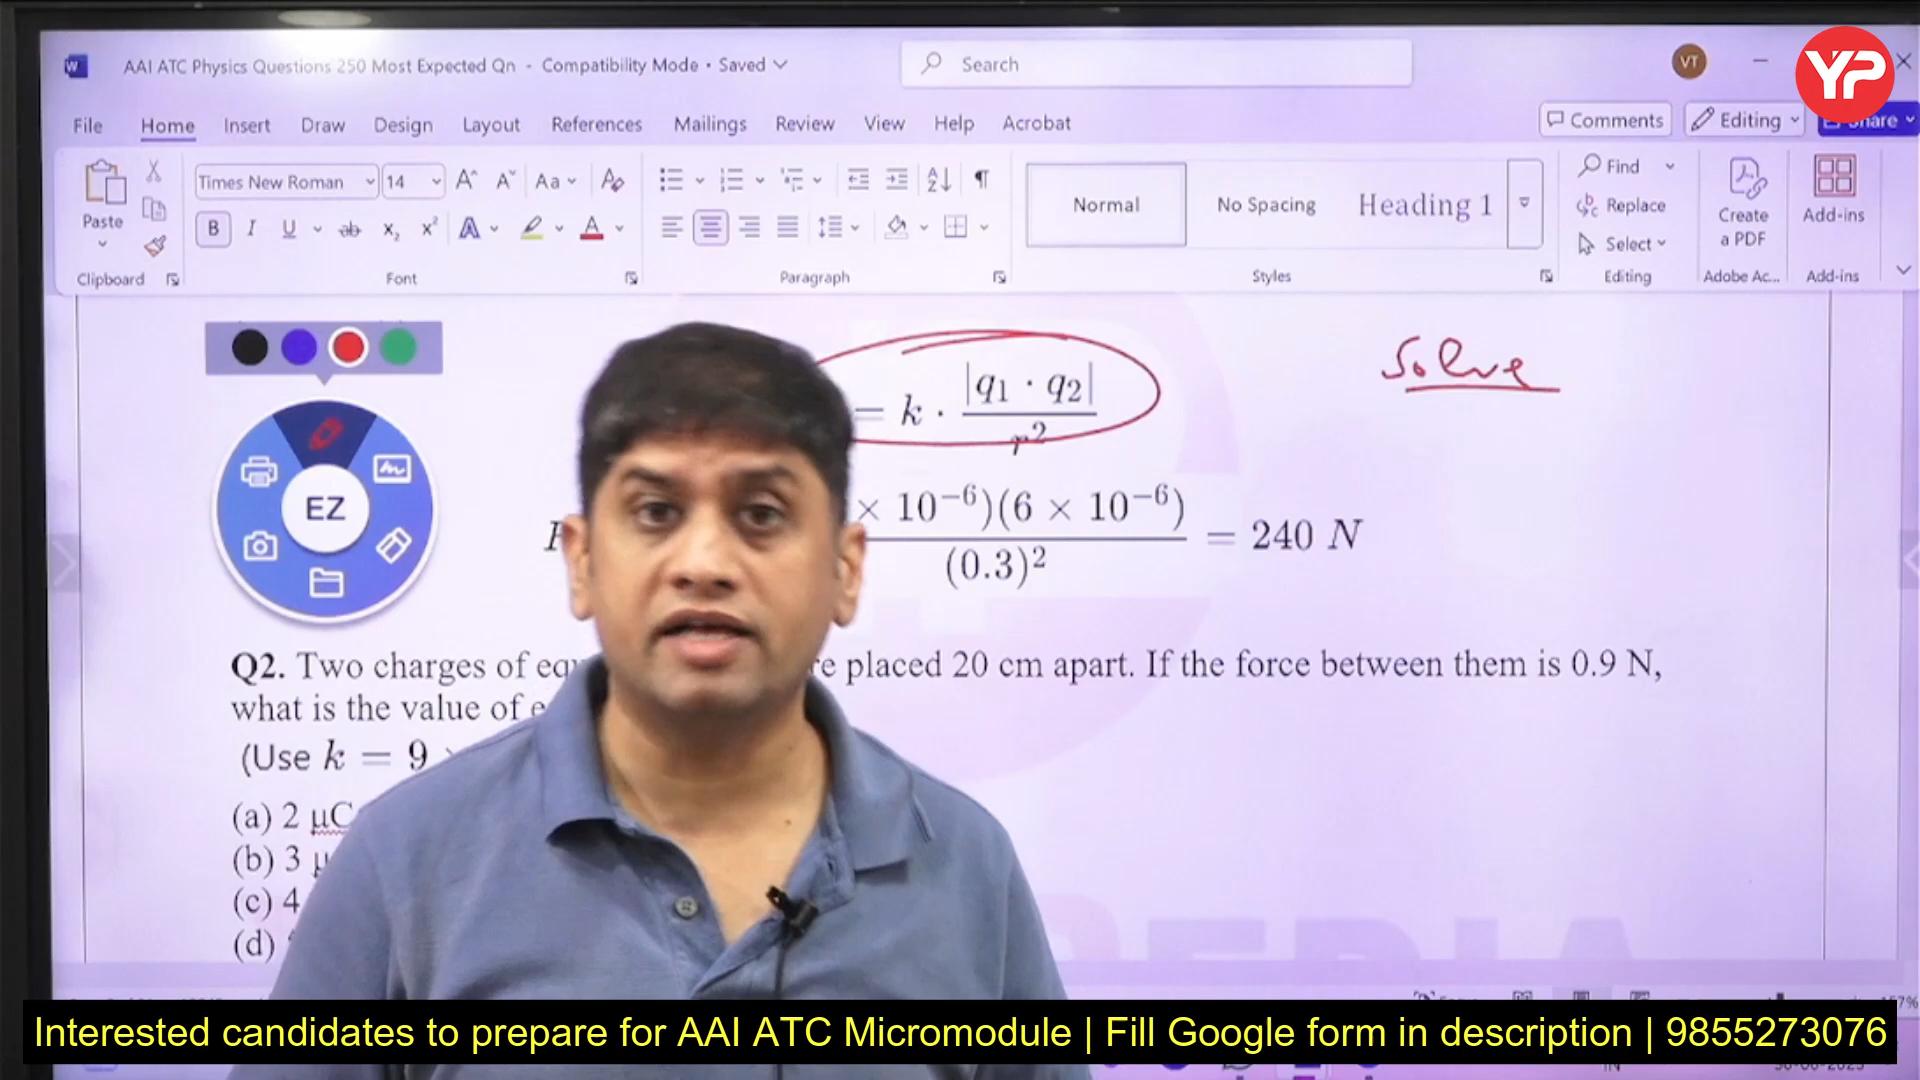 AAI ATC Physics Questions 250 Most Expected Qn - Compatibility Mode • Saved
Search
VT
YP
File Home Insert Draw Design Layout References Mailings Review View Help Acrobat
Comments Editing Share
Paste
Clipboard
Times New Roman 14
Font
Paragraph
Normal No Spacing Heading 1
Styles
Find
Replace
Select
Editing
Create a PDF
Adobe Ac...
Add-ins
Add-ins
EZ
Solve
= k · |q₁ · q₂| / r²
× 10⁻⁶)(6 × 10⁻⁶) / (0.3)² = 240 N
Q2. Two charges of placed 20 cm apart. If the force between them is 0.9 N,
what is the value of
(Use k = 9
(a) 2 μC
(b) 3
(c) 4
(d)
Interested candidates to prepare for AAI ATC Micromodule | Fill Google form in description | 9855273076